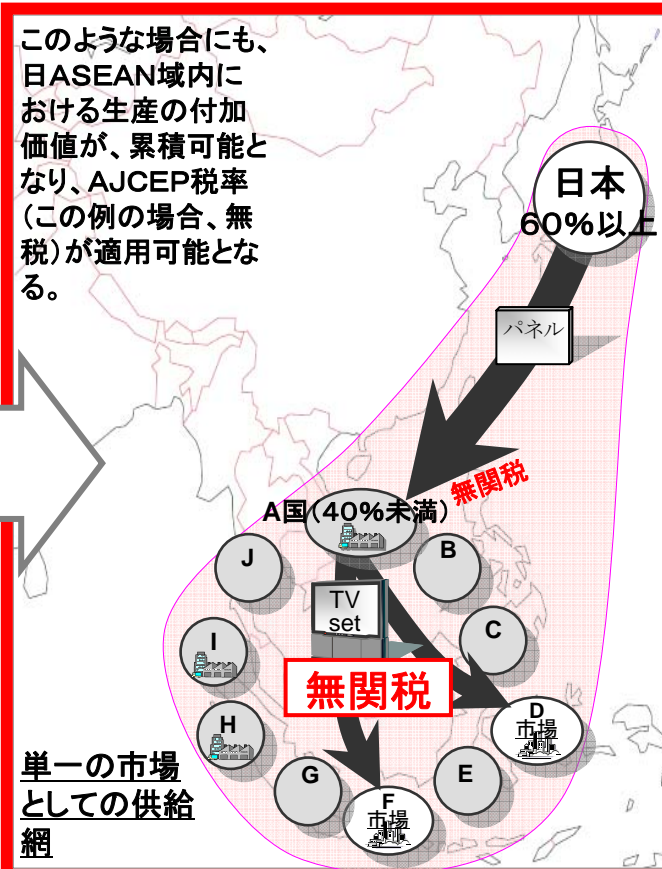 このような場合にも、
日ASEAN域内に
おける生産の付加
価値が、累積可能と
なり、AJCEP税率
（この例の場合、無
税）が適用可能とな
る。
日本
60％以上
パネル
無関税
A国（40％未満）
J
B
TV
set
C
I
無関税
D
市場
H
単一の市場
としての供給
網
G
E
F
市場